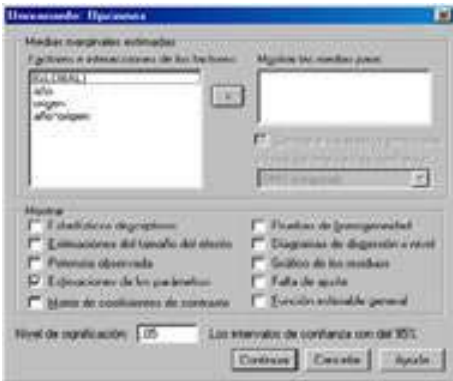 Univariante: Opciones
Medias marginales estimadas
Factores e interacciones de los factores:
Mostrar las medias para:
(GLOBAL)
año
origen
año*origen
Mostrar
Estadísticos descriptivos
Estimaciones del tamaño del efecto
Potencia observada
Estimaciones de los parámetros
Matriz de coeficientes de contraste
Pruebas de homogeneidad
Diagramas de dispersión x nivel
Gráfico de los residuos
Falta de ajuste
Función estimable general
Nivel de significación: .05 Los intervalos de confianza son del 95%
Continuar Cancelar Ayuda